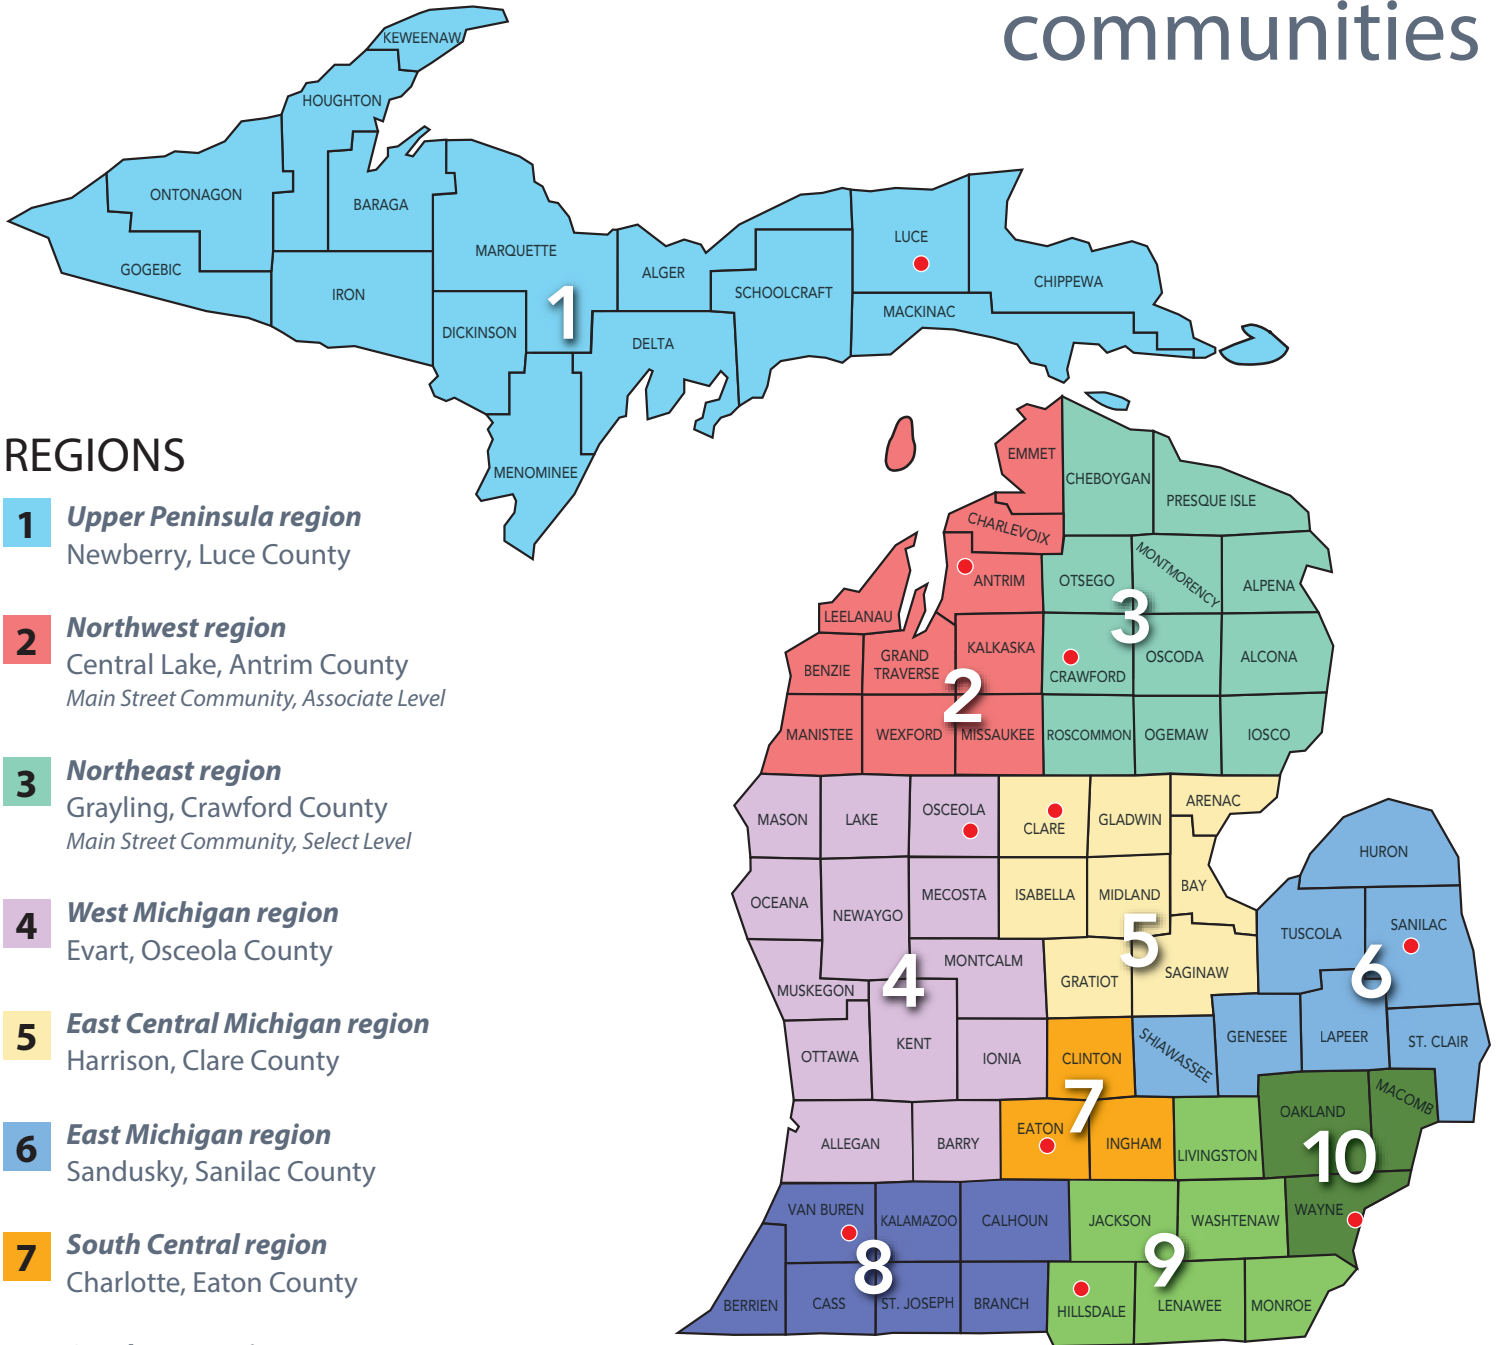 communities
KEWEENAW
HOUGHTON
ONTONAGON
BARAGA
GOGEBIC
IRON
MARQUETTE
DICKINSON
1
ALGER
DELTA
SCHOOLCRAFT
LUCE
MACKINAC
CHIPPEWA
MENOMINEE
REGIONS
1 Upper Peninsula region
Newberry, Luce County
2 Northwest region
Central Lake, Antrim County
Main Street Community, Associate Level
3 Northeast region
Grayling, Crawford County
Main Street Community, Select Level
4 West Michigan region
Evart, Osceola County
5 East Central Michigan region
Harrison, Clare County
6 East Michigan region
Sandusky, Sanilac County
7 South Central region
Charlotte, Eaton County
EMMET
CHEBOYGAN
PRESQUE ISLE
CHARLEVOIX
ANTRIM
OTSEGO
MONTMORENCY
ALPENA
LEELANAU
3
BENZIE
GRAND
TRAVERSE
KALKASKA
CRAWFORD
OSCODA
ALCONA
2
MANISTEE
WEXFORD
MISSAUKEE
ROSCOMMON
OGEMAW
IOSCO
MASON
LAKE
OSCEOLA
CLARE
GLADWIN
ARENAC
HURON
OCEANA
NEWAYGO
MECOSTA
ISABELLA
MIDLAND
BAY
5
TUSCOLA
SANILAC
6
MUSKEGON
4
MONTCALM
GRATIOT
SAGINAW
OTTAWA
KENT
IONIA
CLINTON
SHIAWASSEE
GENESEE
LAPEER
ST. CLAIR
7
ALLEGAN
BARRY
EATON
INGHAM
LIVINGSTON
OAKLAND
MACOMB
10
VAN BUREN
KALAMAZOO
CALHOUN
JACKSON
WASHTENAW
WAYNE
8
9
BERRIEN
CASS
ST. JOSEPH
BRANCH
HILLSDALE
LENAWEE
MONROE